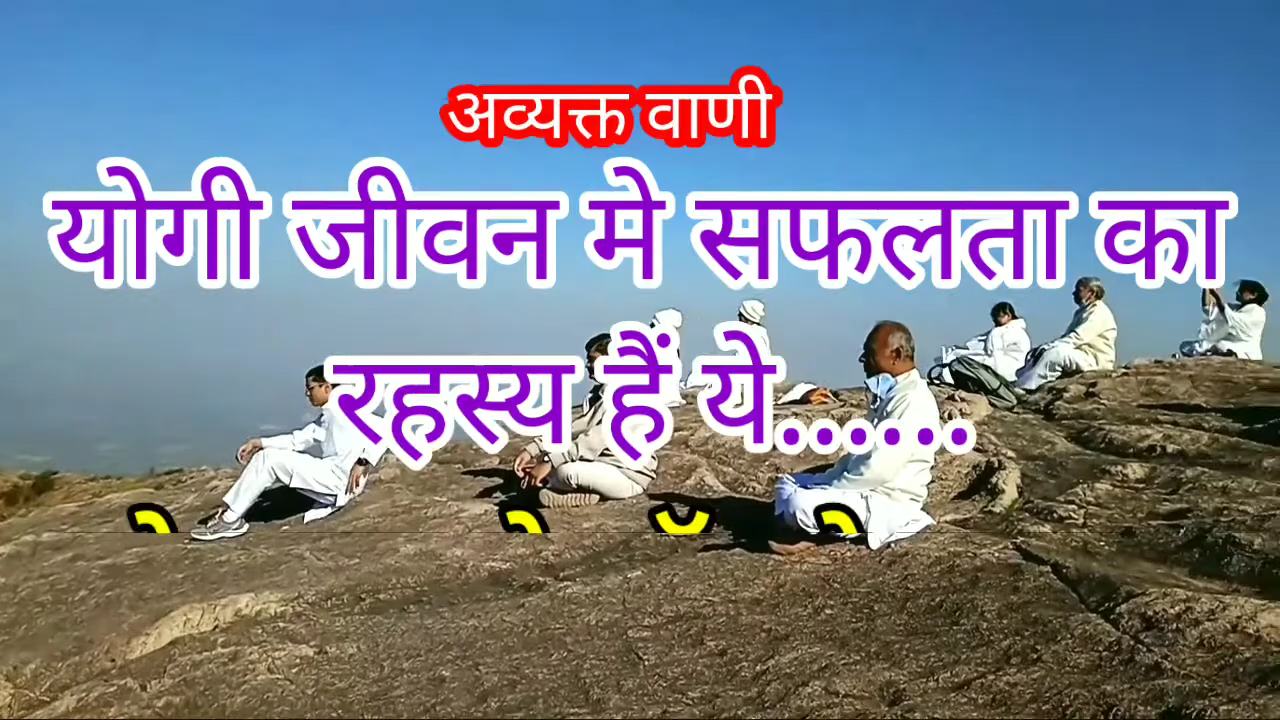 अव्यक्त वाणी
योगी जीवन मे सफलता का
रहस्य हैं ये......